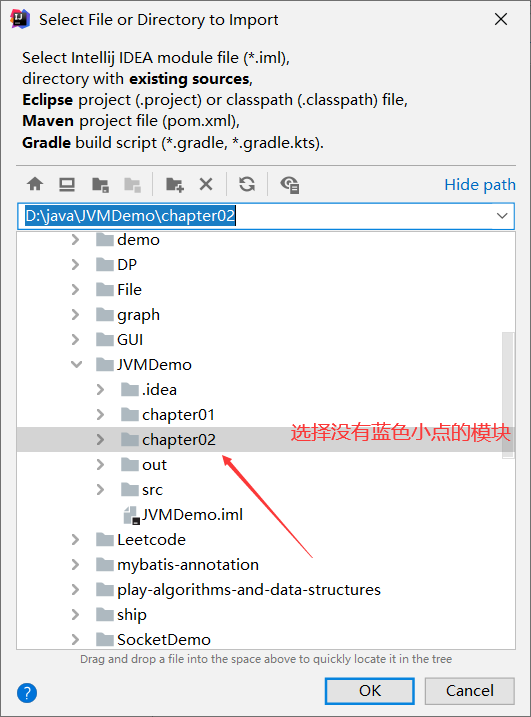 Select File or Directory to Import
Select Intellij IDEA module file (*.iml),
directory with existing sources,
Eclipse project (.project) or classpath (.classpath) file,
Maven project file (pom.xml),
Gradle build script (*.gradle, *.gradle.kts).
Hide path
D:\java\JVMDemo\chapter02
demo
DP
File
graph
GUI
JVMDemo
.idea
chapter01
chapter02
选择没有蓝色小点的模块
out
src
JVMDemo.iml
Leetcode
mybatis-annotation
play-algorithms-and-data-structures
ship
SocketDemo
Drag and drop a file into the space above to quickly locate it in the tree
?
OK
Cancel